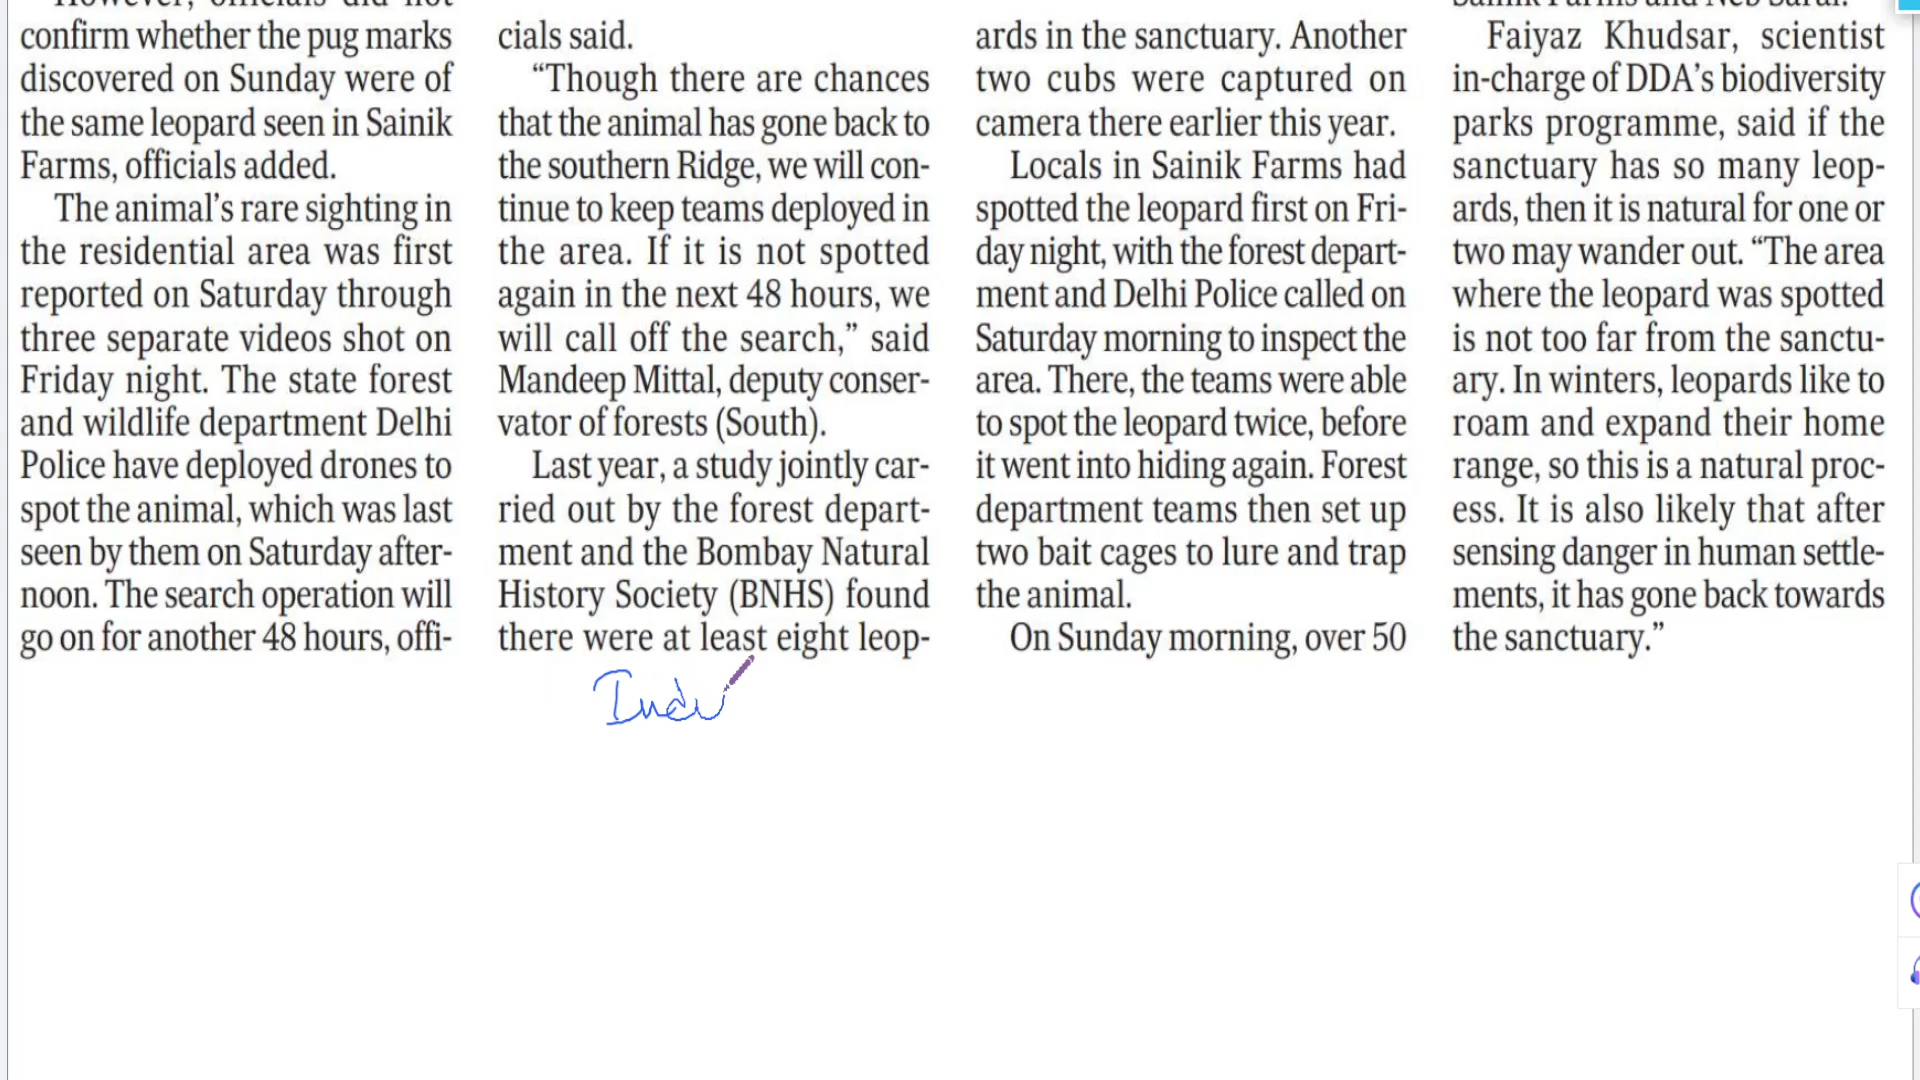 confirm whether the pug marks
discovered on Sunday were of
the same leopard seen in Sainik
Farms, officials added.
The animal’s rare sighting in
the residential area was first
reported on Saturday through
three separate videos shot on
Friday night. The state forest
and wildlife department Delhi
Police have deployed drones to
spot the animal, which was last
seen by them on Saturday after-
noon. The search operation will
go on for another 48 hours, offi-
cials said.
“Though there are chances
that the animal has gone back to
the southern Ridge, we will con-
tinue to keep teams deployed in
the area. If it is not spotted
again in the next 48 hours, we
will call off the search,” said
Mandeep Mittal, deputy conser-
vator of forests (South).
Last year, a study jointly car-
ried out by the forest depart-
ment and the Bombay Natural
History Society (BNHS) found
there were at least eight leop-
ards in the sanctuary. Another
two cubs were captured on
camera there earlier this year.
Locals in Sainik Farms had
spotted the leopard first on Fri-
day night, with the forest depart-
ment and Delhi Police called on
Saturday morning to inspect the
area. There, the teams were able
to spot the leopard twice, before
it went into hiding again. Forest
department teams then set up
two bait cages to lure and trap
the animal.
On Sunday morning, over 50
Faiyaz Khudsar, scientist
in-charge of DDA’s biodiversity
parks programme, said if the
sanctuary has so many leop-
ards, then it is natural for one or
two may wander out. “The area
where the leopard was spotted
is not too far from the sanctu-
ary. In winters, leopards like to
roam and expand their home
range, so this is a natural proc-
ess. It is also likely that after
sensing danger in human settle-
ments, it has gone back towards
the sanctuary.”